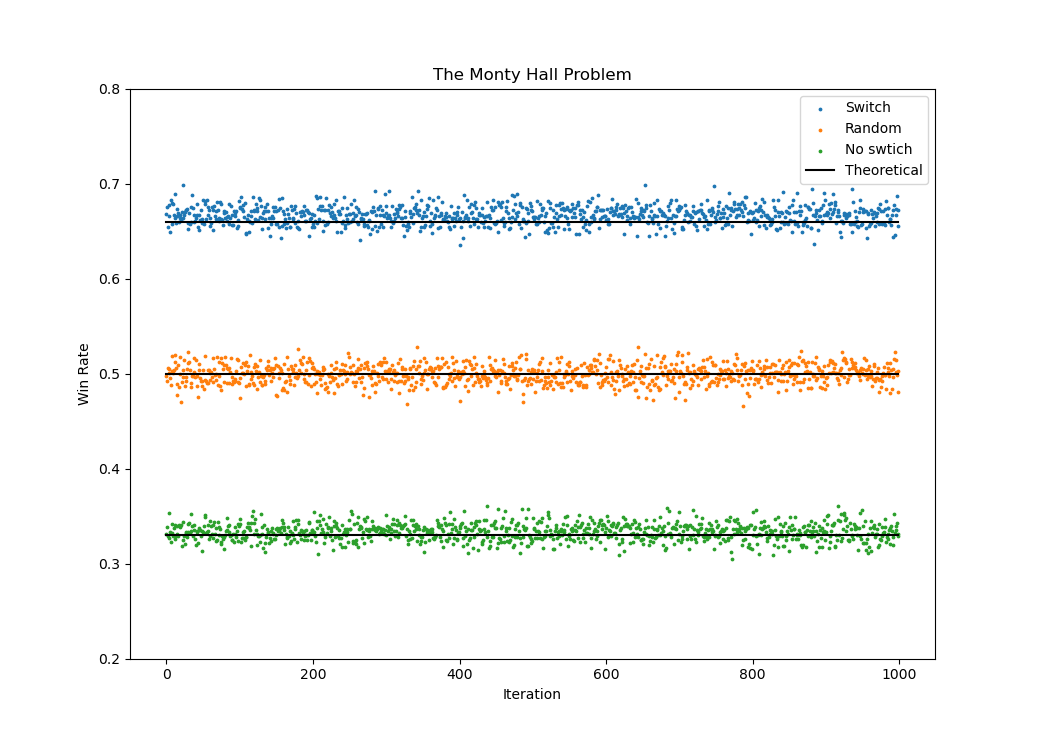 The Monty Hall Problem
0.8
0.7
0.6
0.5
0.4
0.3
0.2
Win Rate
Switch
Random
No swtich
Theoretical
0
200
400
600
800
1000
Iteration